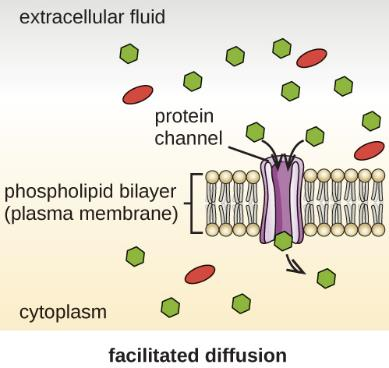 extracellular fluid
protein
channel
phospholipid bilayer
(plasma membrane)
cytoplasm
facilitated diffusion